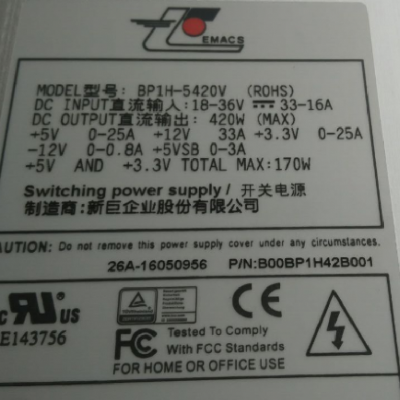 EMACS
MODEL型号: BP1H-5420V (ROHS)
DC INPUT直流输入:18-36V ⎓ 33-16A
DC OUTPUT直流输出: 420W (MAX)
+5V 0-25A +12V 33A +3.3V 0-25A
-12V 0-0.8A +5VSB 0-3A
+5V AND +3.3V TOTAL MAX:170W
Switching power supply / 开关电源
制造商:新巨企业股份有限公司
AUTION: Do not remove this power supply cover under any circumstances.
26A-16050956 P/N:B00BP1H42B001
C UR US
E143756
FC
Tested To Comply
With FCC Standards
FOR HOME OR OFFICE USE